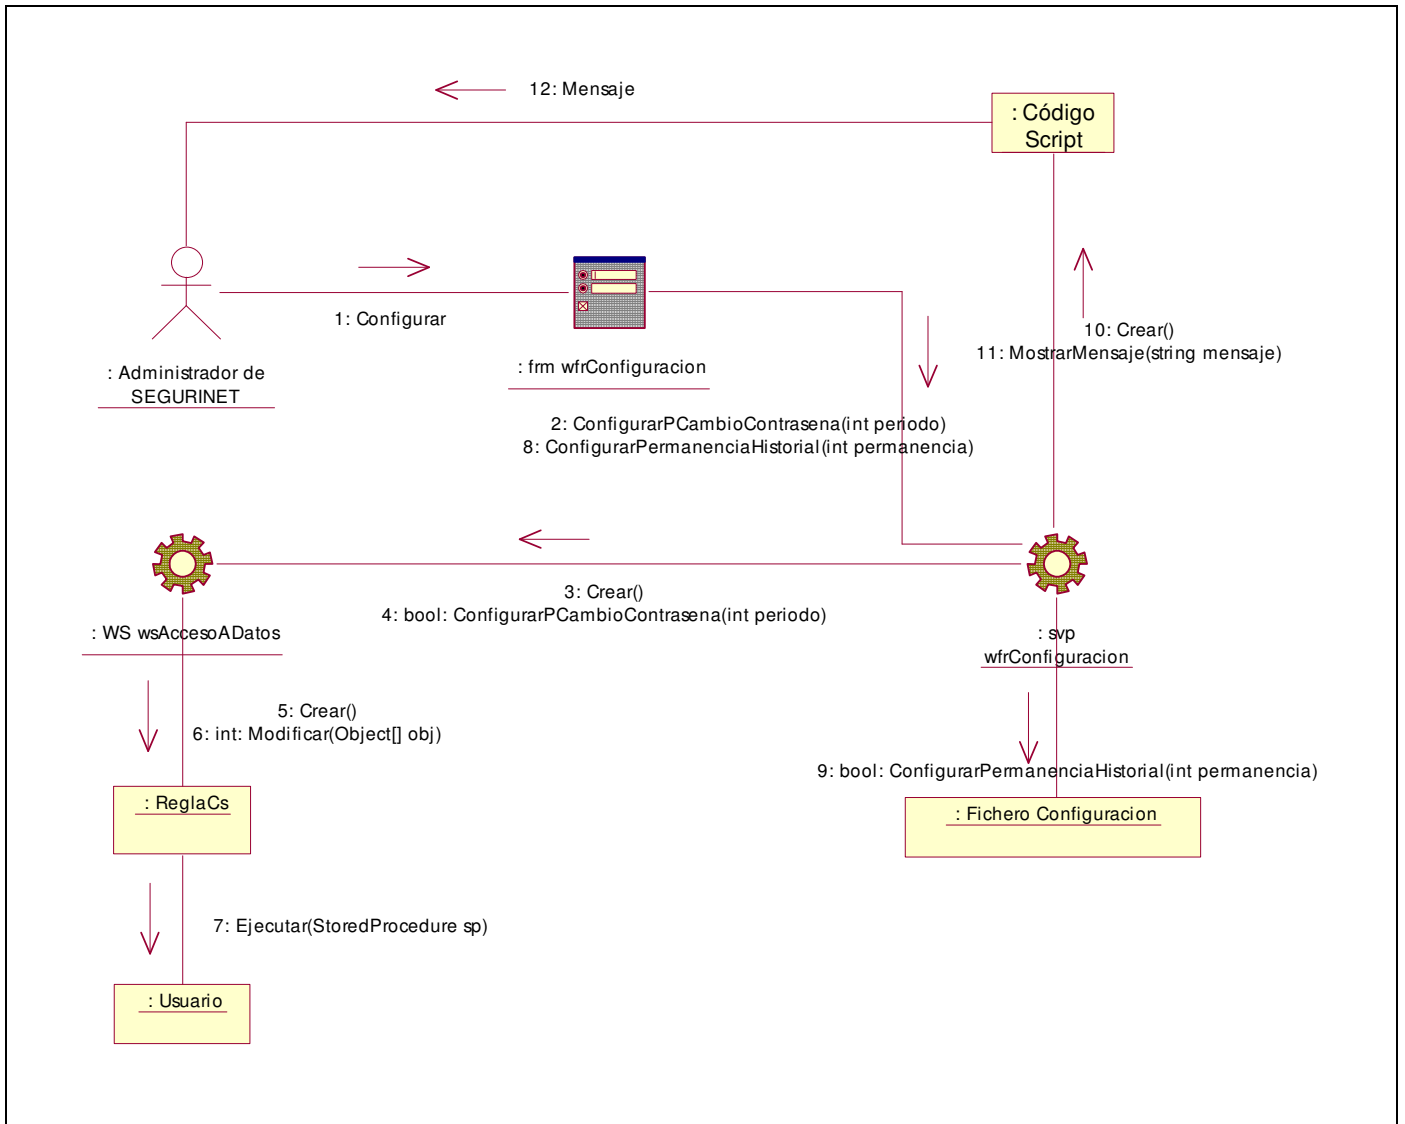 12: Mensaje
: Código
Script
1: Configurar
10: Crear()
11: MostrarMensaje(string mensaje)
: Administrador de
SEGURINET
: frm wfrConfiguracion
2: ConfigurarPCambioContrasena(int periodo)
8: ConfigurarPermanenciaHistorial(int permanencia)
3: Crear()
4: bool: ConfigurarPCambioContrasena(int periodo)
: WS wsAccesoADatos
: svp
wfrConfiguracion
5: Crear()
6: int: Modificar(Object[] obj)
9: bool: ConfigurarPermanenciaHistorial(int permanencia)
: ReglaCs
: Fichero Configuracion
7: Ejecutar(StoredProcedure sp)
: Usuario